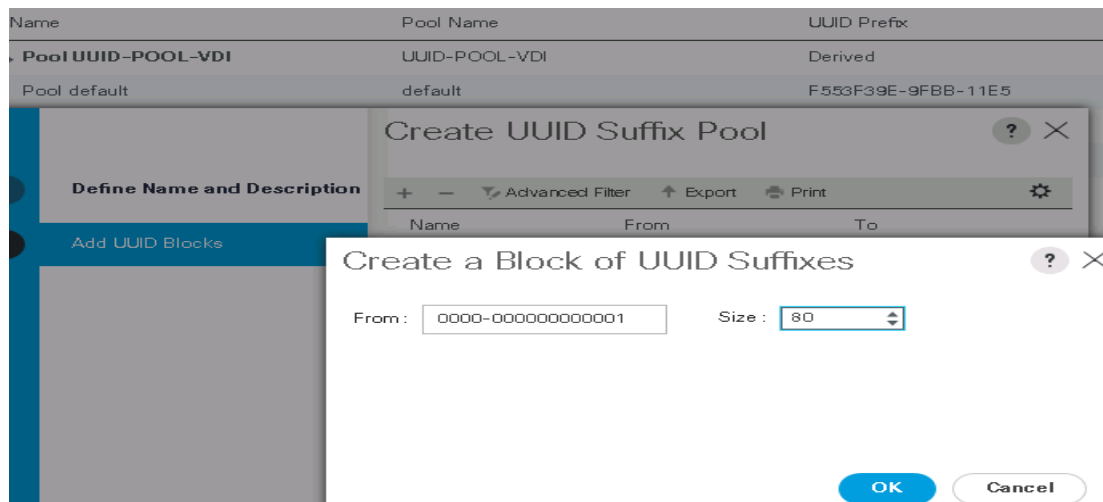 Name Pool Name UUID Prefix
Pool UUID-POOL-VDI UUID-POOL-VDI Derived
Pool default default F553F39E-9FBB-11E5
Create UUID Suffix Pool ?
Define Name and Description
+ − Advanced Filter Export Print
Name From To
Add UUID Blocks
Create a Block of UUID Suffixes ?
From : 0000-000000000001 Size : 80
OK Cancel